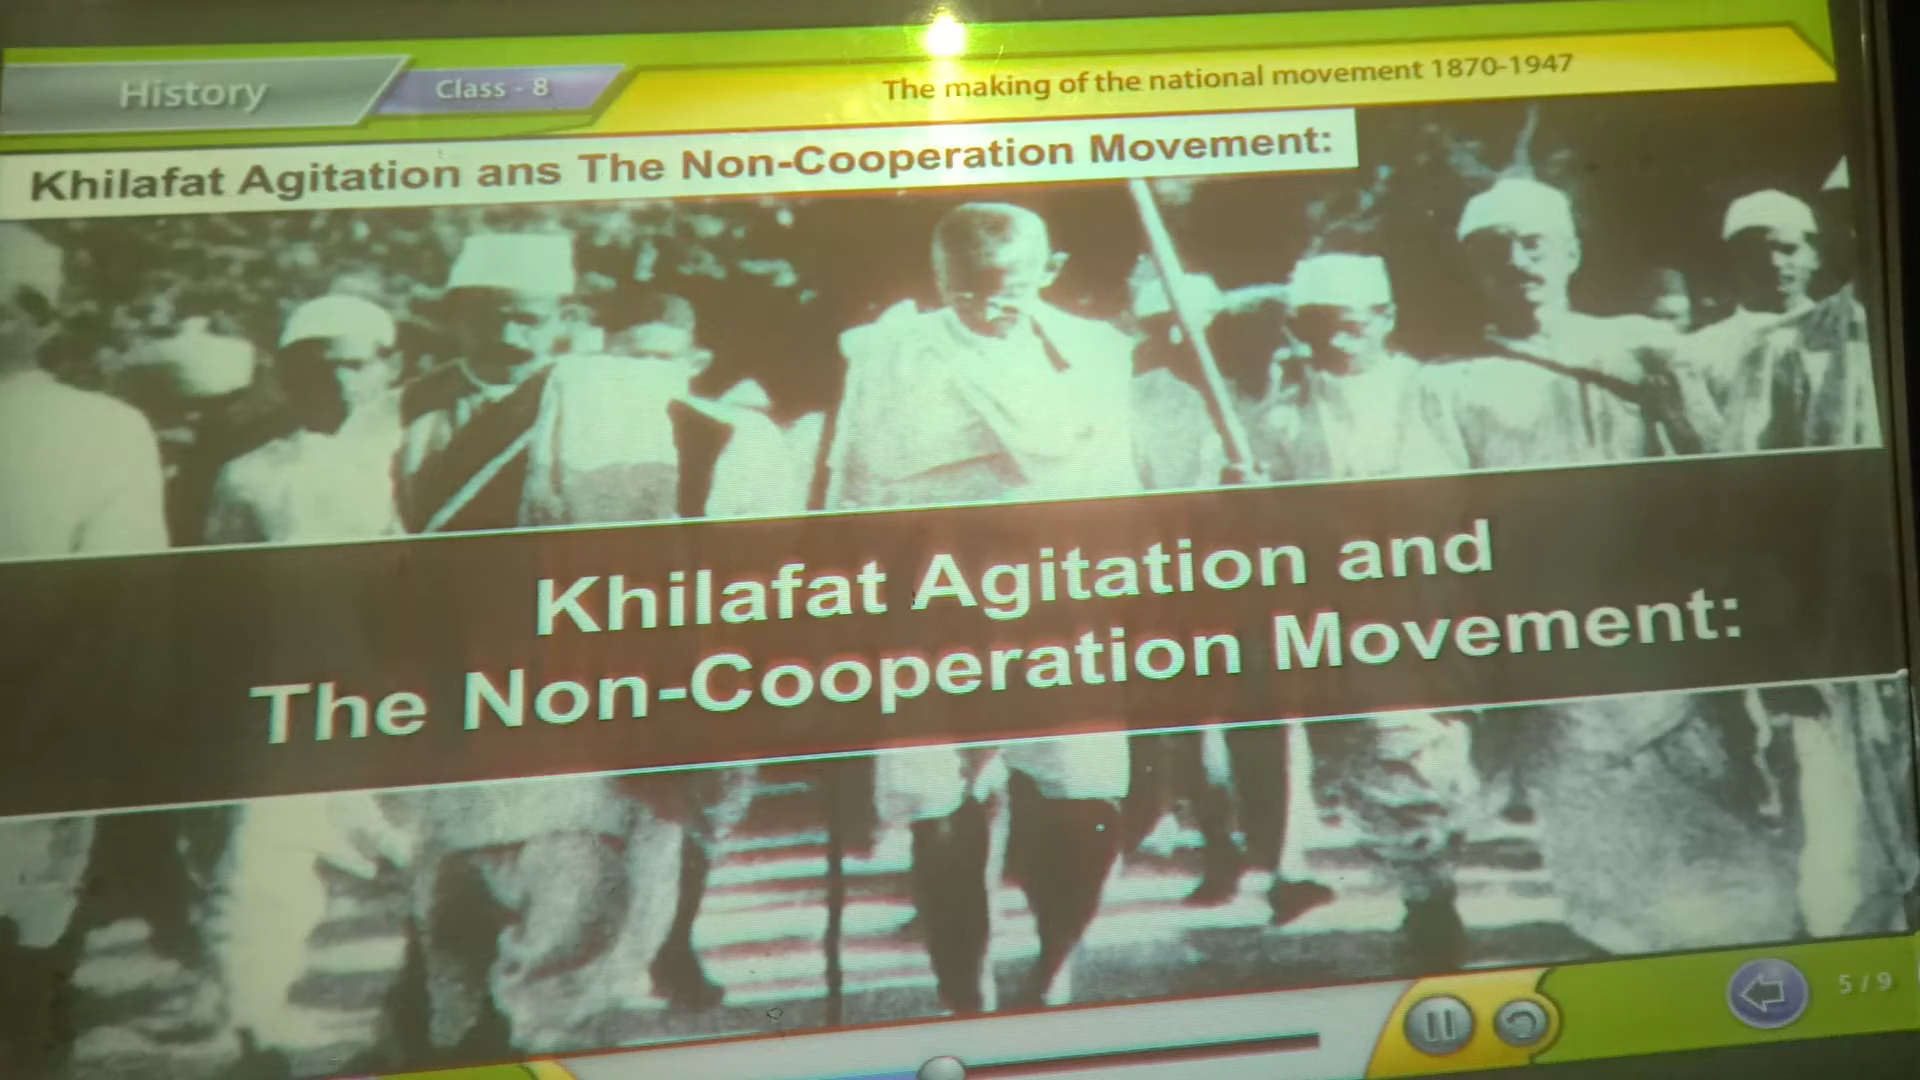 History
Class - 8
The making of the national movement 1870-1947
Khilafat Agitation ans The Non-Cooperation Movement:
Khilafat Agitation and
The Non-Cooperation Movement:
5 / 9